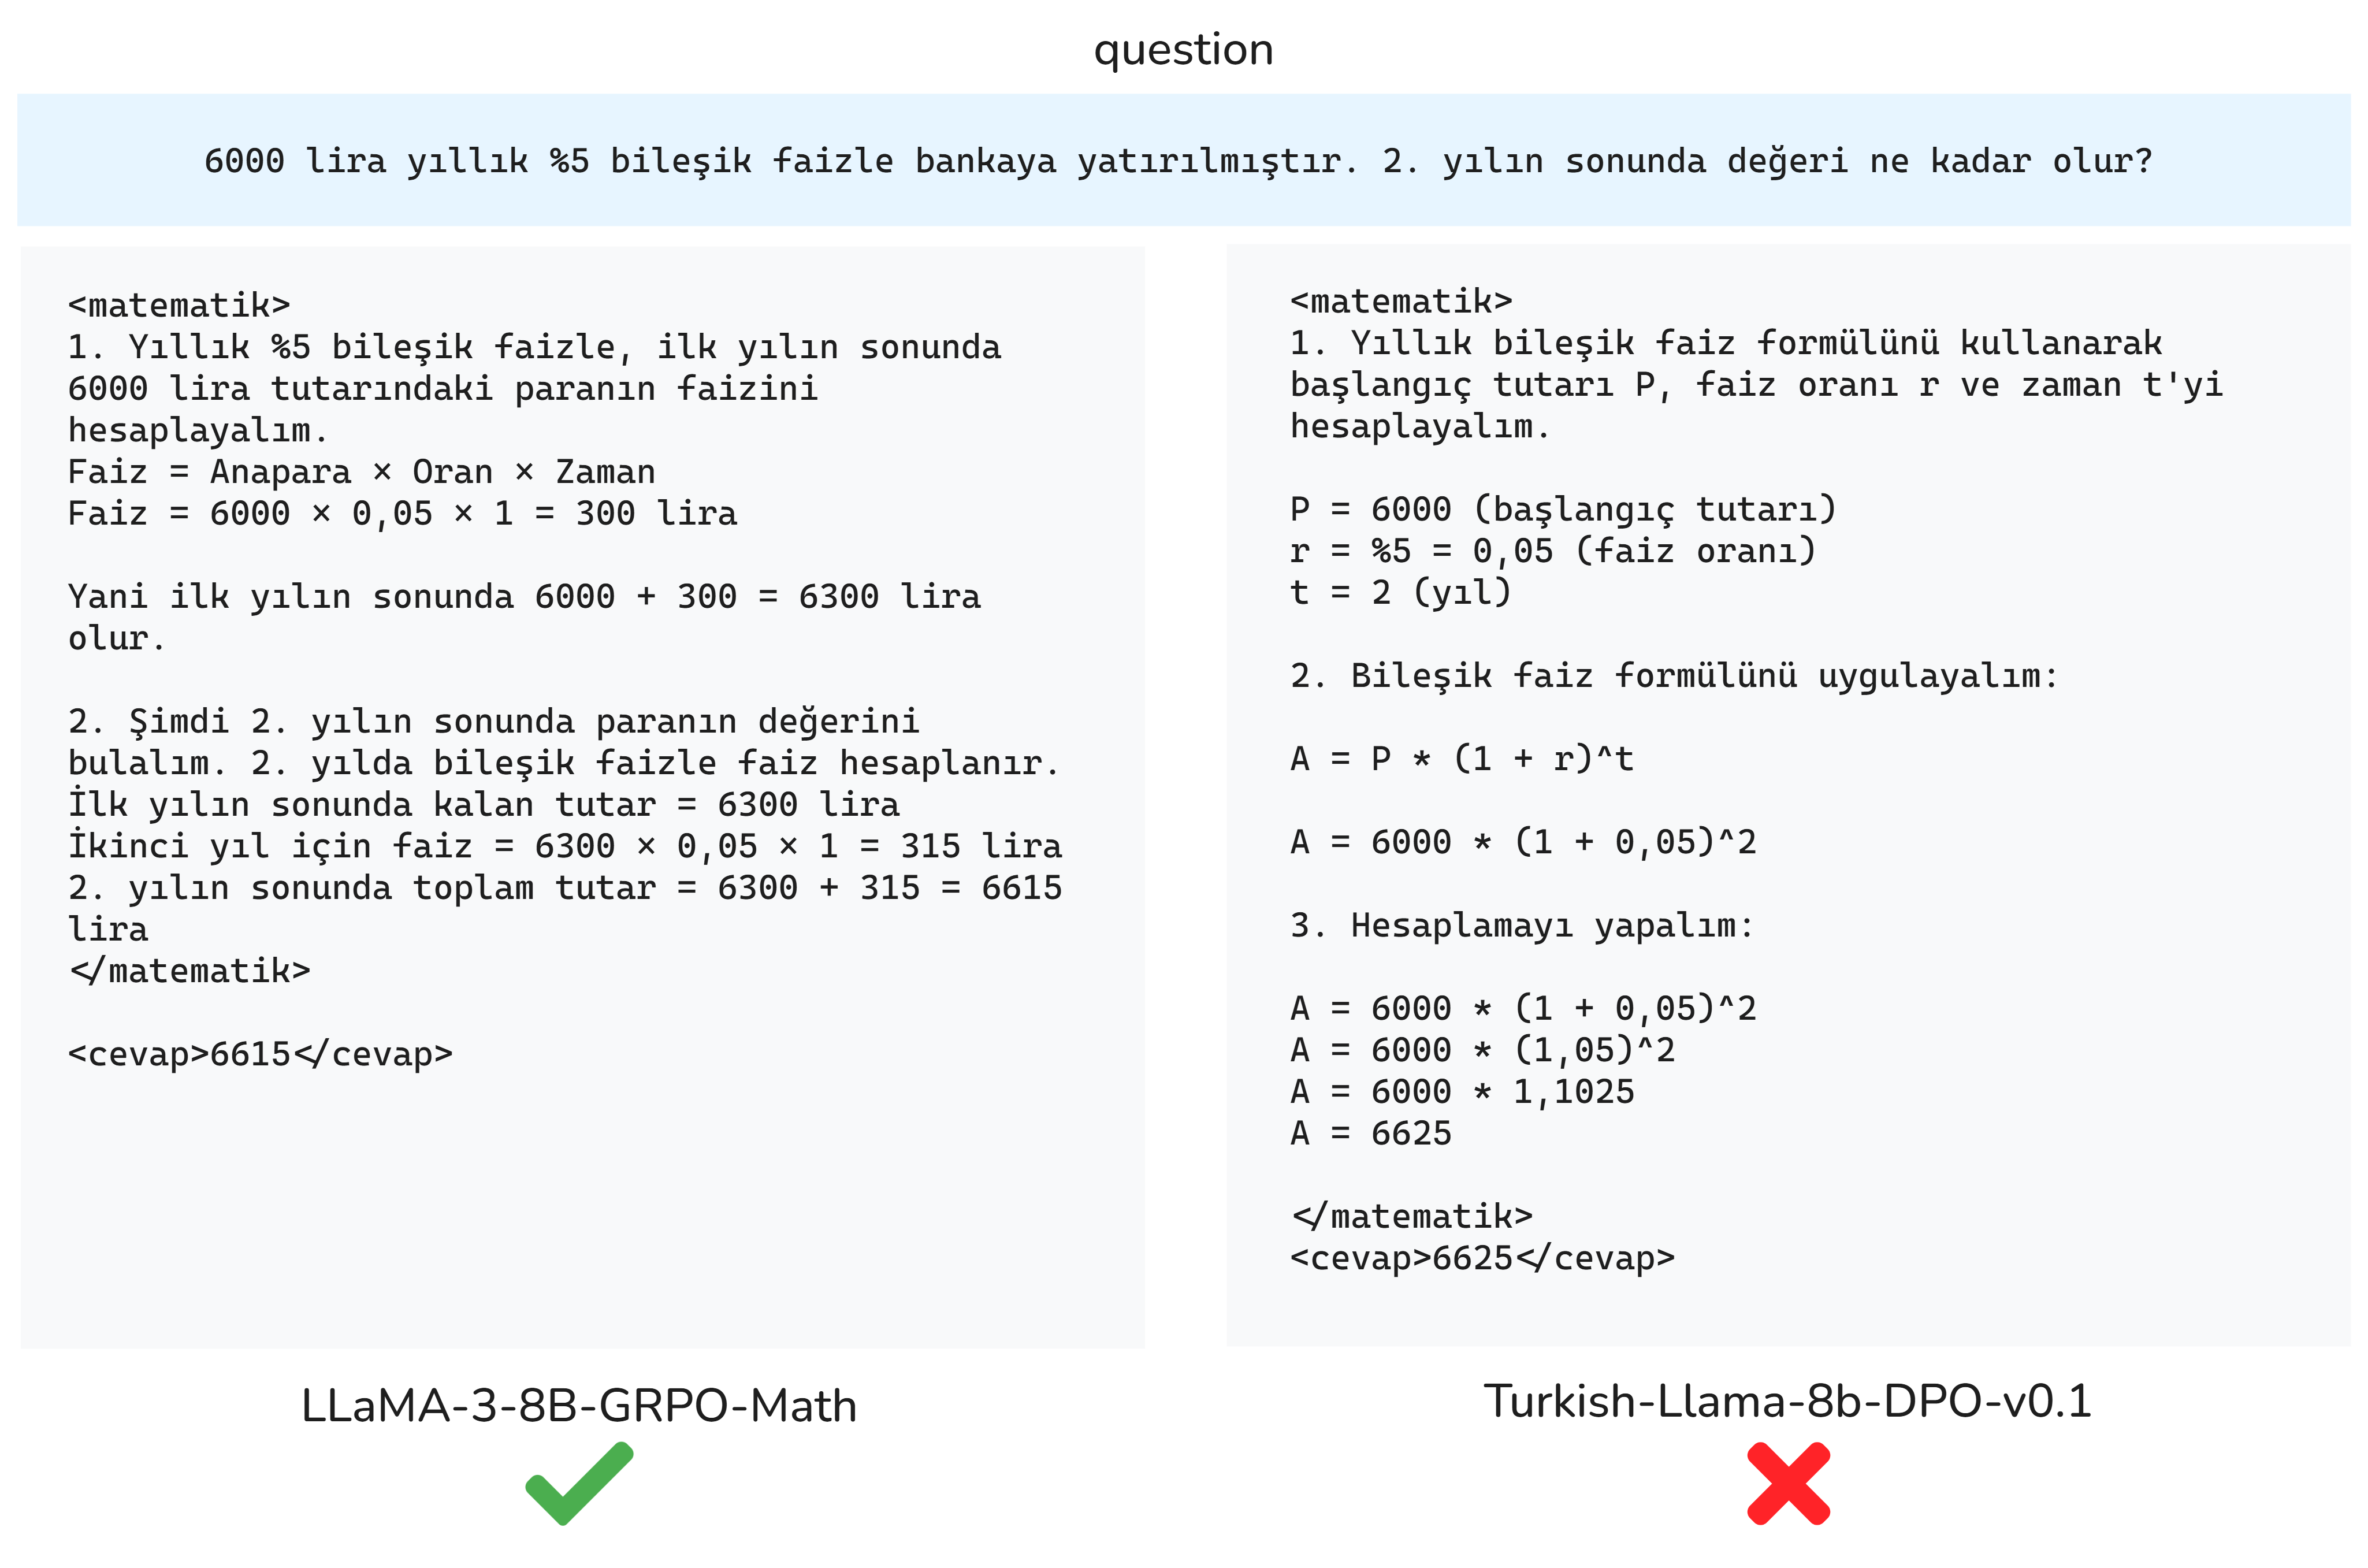 question
6000 lira yıllık %5 bileşik faizle bankaya yatırılmıştır. 2. yılın sonunda değeri ne kadar olur?
<matematik>
1. Yıllık %5 bileşik faizle, ilk yılın sonunda
6000 lira tutarındaki paranın faizini
hesaplayalım.
Faiz = Anapara × Oran × Zaman
Faiz = 6000 × 0,05 × 1 = 300 lira
Yani ilk yılın sonunda 6000 + 300 = 6300 lira
olur.
2. Şimdi 2. yılın sonunda paranın değerini
bulalım. 2. yılda bileşik faizle faiz hesaplanır.
İlk yılın sonunda kalan tutar = 6300 lira
İkinci yıl için faiz = 6300 × 0,05 × 1 = 315 lira
2. yılın sonunda toplam tutar = 6300 + 315 = 6615
lira
</matematik>
<cevap>6615</cevap>
LLaMA-3-8B-GRPO-Math
<matematik>
1. Yıllık bileşik faiz formülünü kullanarak
başlangıç tutarı P, faiz oranı r ve zaman t'yi
hesaplayalım.
P = 6000 (başlangıç tutarı)
r = %5 = 0,05 (faiz oranı)
t = 2 (yıl)
2. Bileşik faiz formülünü uygulayalım:
A = P * (1 + r)^t
A = 6000 * (1 + 0,05)^2
3. Hesaplamayı yapalım:
A = 6000 * (1 + 0,05)^2
A = 6000 * (1,05)^2
A = 6000 * 1,1025
A = 6625
</matematik>
<cevap>6625</cevap>
Turkish-Llama-8b-DPO-v0.1